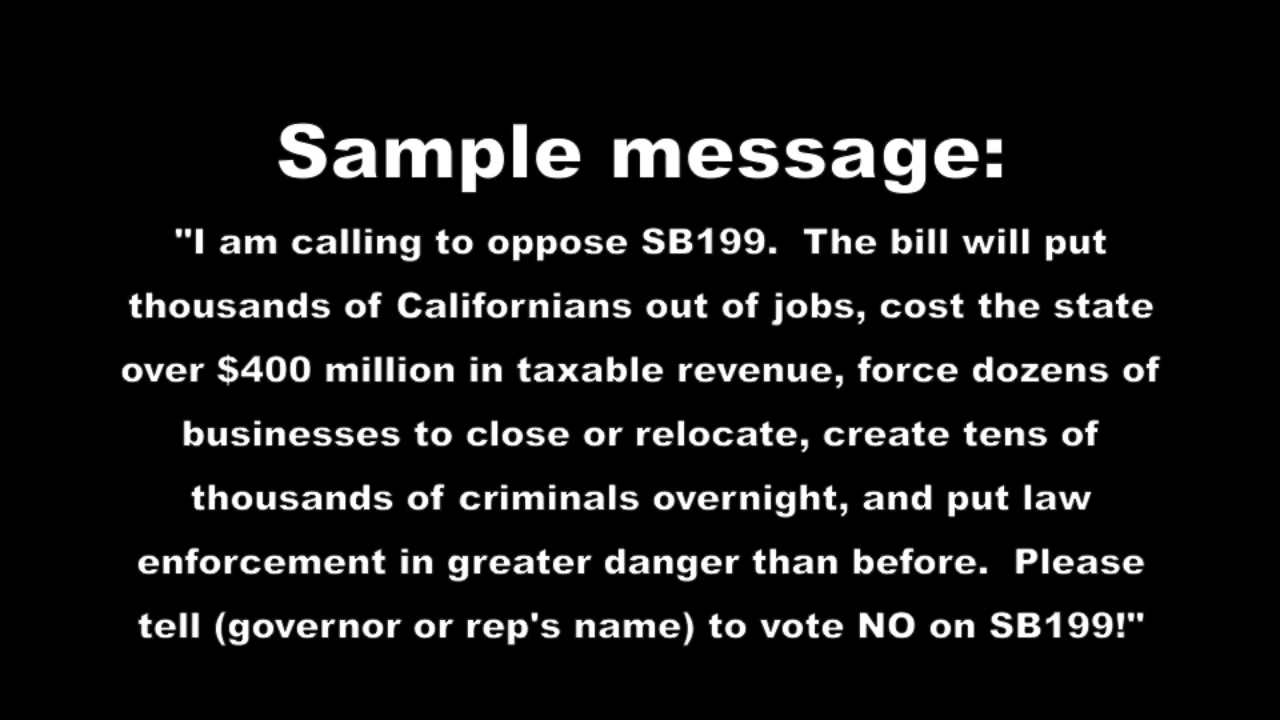 Sample message:
"I am calling to oppose SB199.  The bill will put
thousands of Californians out of jobs, cost the state
over $400 million in taxable revenue, force dozens of
businesses to close or relocate, create tens of
thousands of criminals overnight, and put law
enforcement in greater danger than before.  Please
tell (governor or rep's name) to vote NO on SB199!"